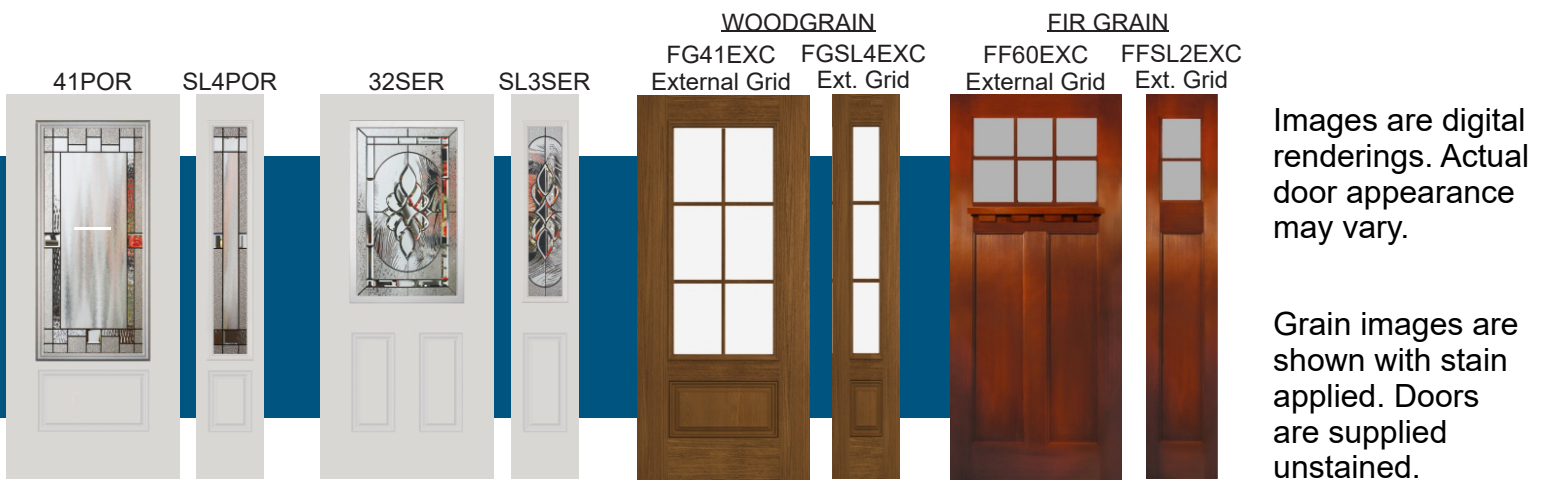 WOODGRAIN
FIR GRAIN
41POR
SL4POR
32SER
SL3SER
FG41EXC
External Grid
FGSL4EXC
Ext. Grid
FF60EXC
External Grid
FFSL2EXC
Ext. Grid
Images are digital
renderings. Actual
door appearance
may vary.
Grain images are
shown with stain
applied. Doors
are supplied
unstained.